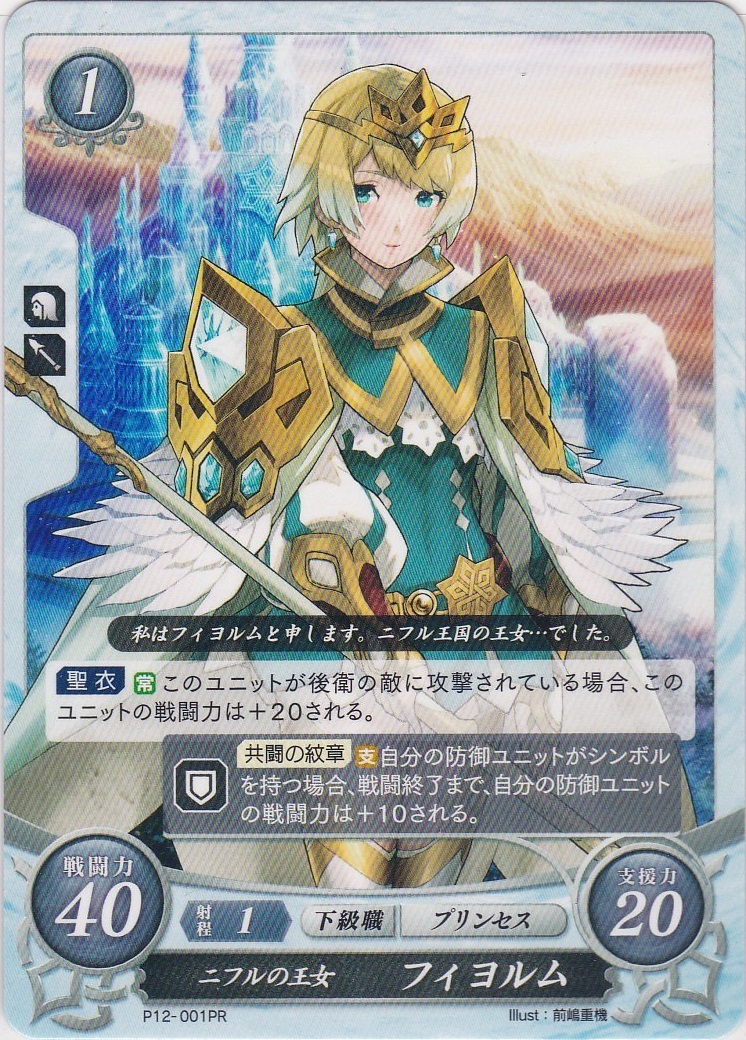 1
私はフィヨルムと申します。ニフル王国の王女…でした。
聖衣 常 このユニットが後衛の敵に攻撃されている場合、この
ユニットの戦闘力は＋20される。
共闘の紋章 支 自分の防御ユニットがシンボル
を持つ場合、戦闘終了まで、自分の防御ユニット
の戦闘力は＋10される。
戦闘力
40
射程 1 下級職 プリンセス
支援力
20
ニフルの王女 フィヨルム
P12-001PR Illust：前嶋重機